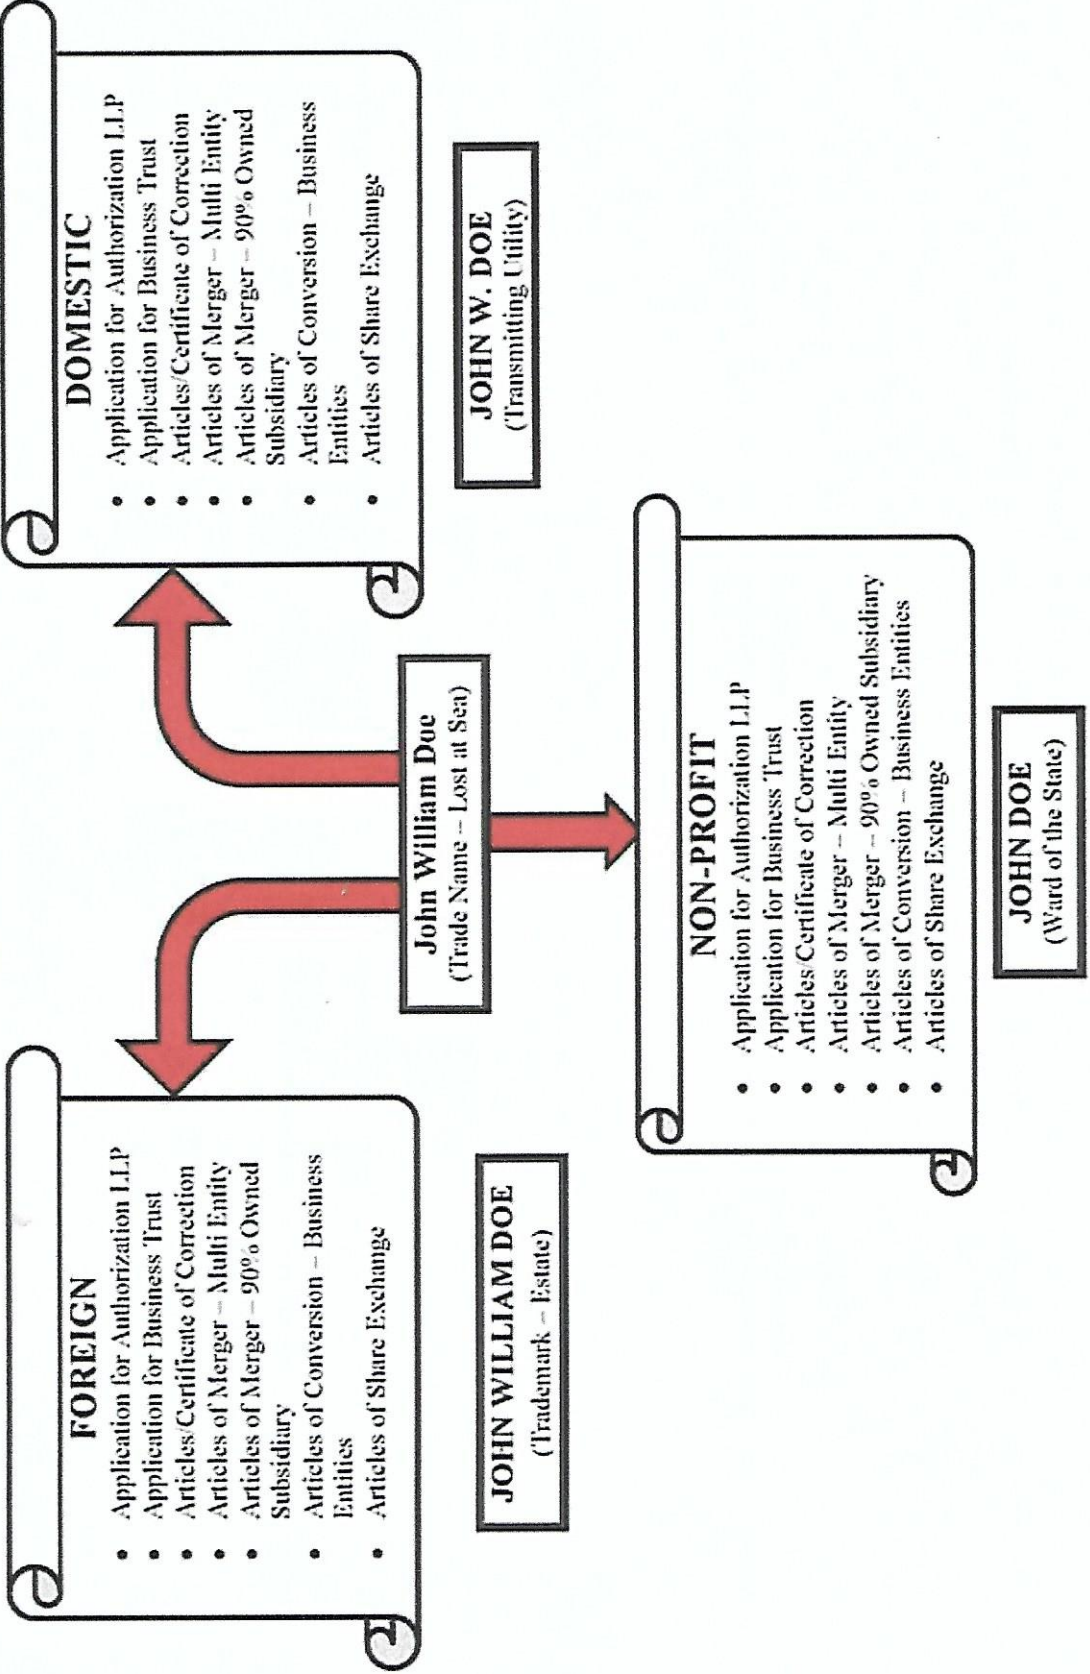 FOREIGN
• Application for Authorization LLP
• Application for Business Trust
• Articles/Certificate of Correction
• Articles of Merger – Multi Entity
• Articles of Merger – 90% Owned
Subsidiary
• Articles of Conversion – Business
Entities
• Articles of Share Exchange
JOHN WILLIAM DOE
(Trademark – Estate)
John William Doe
(Trade Name – Lost at Sea)
DOMESTIC
• Application for Authorization LLP
• Application for Business Trust
• Articles/Certificate of Correction
• Articles of Merger – Multi Entity
• Articles of Merger – 90% Owned
Subsidiary
• Articles of Conversion – Business
Entities
• Articles of Share Exchange
JOHN W. DOE
(Transmitting Utility)
NON-PROFIT
• Application for Authorization LLP
• Application for Business Trust
• Articles/Certificate of Correction
• Articles of Merger – Multi Entity
• Articles of Merger – 90% Owned Subsidiary
• Articles of Conversion – Business Entities
• Articles of Share Exchange
JOHN DOE
(Ward of the State)